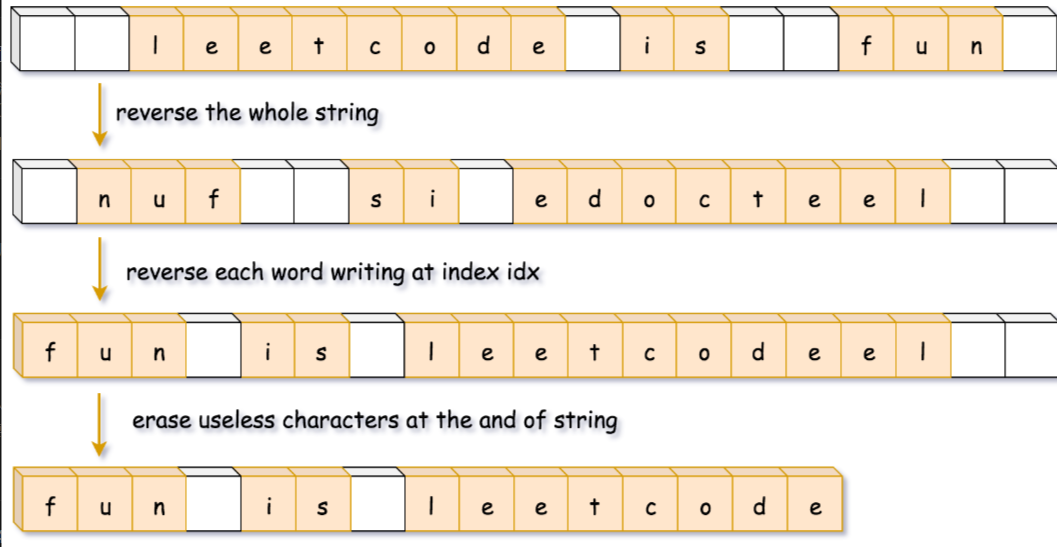 l e e t c o d e i s f u n
reverse the whole string
n u f s i e d o c t e e l
reverse each word writing at index idx
f u n i s l e e t c o d e e l
erase useless characters at the and of string
f u n i s l e e t c o d e